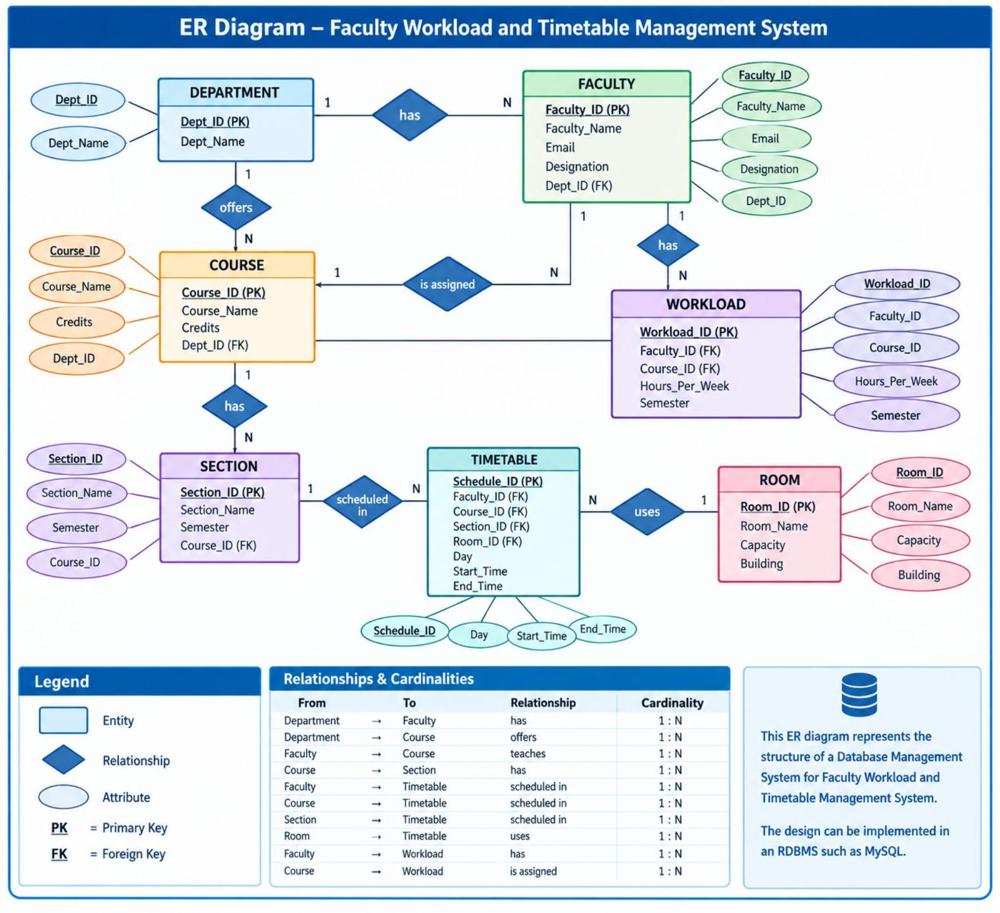 ER Diagram – Faculty Workload and Timetable Management System
Dept_ID
Dept_Name
DEPARTMENT
Dept_ID (PK)
Dept_Name
1
has
N
FACULTY
Faculty_ID (PK)
Faculty_Name
Email
Designation
Dept_ID (FK)
Faculty_ID
Faculty_Name
Email
Designation
Dept_ID
1
offers
N
1
1
has
N
Course_ID
Course_Name
Credits
Dept_ID
COURSE
Course_ID (PK)
Course_Name
Credits
Dept_ID (FK)
1
is assigned
N
WORKLOAD
Workload_ID (PK)
Faculty_ID (FK)
Course_ID (FK)
Hours_Per_Week
Semester
Workload_ID
Faculty_ID
Course_ID
Hours_Per_Week
Semester
1
has
N
Section_ID
Section_Name
Semester
Course_ID
SECTION
Section_ID (PK)
Section_Name
Semester
Course_ID (FK)
1
scheduled
in
N
TIMETABLE
Schedule_ID (PK)
Faculty_ID (FK)
Course_ID (FK)
Section_ID (FK)
Room_ID (FK)
Day
Start_Time
End_Time
N
uses
1
ROOM
Room_ID (PK)
Room_Name
Capacity
Building
Room_ID
Room_Name
Capacity
Building
Schedule_ID
Day
Start_Time
End_Time
Legend
Entity
Relationship
Attribute
PK = Primary Key
FK = Foreign Key
Relationships & Cardinalities
From To Relationship Cardinality
Department → Faculty has 1 : N
Department → Course offers 1 : N
Faculty → Course teaches 1 : N
Course → Section has 1 : N
Faculty → Timetable scheduled in 1 : N
Course → Timetable scheduled in 1 : N
Section → Timetable scheduled in 1 : N
Room → Timetable uses 1 : N
Faculty → Workload has 1 : N
Course → Workload is assigned 1 : N
This ER diagram represents the
structure of a Database Management
System for Faculty Workload and
Timetable Management System.
The design can be implemented in
an RDBMS such as MySQL.